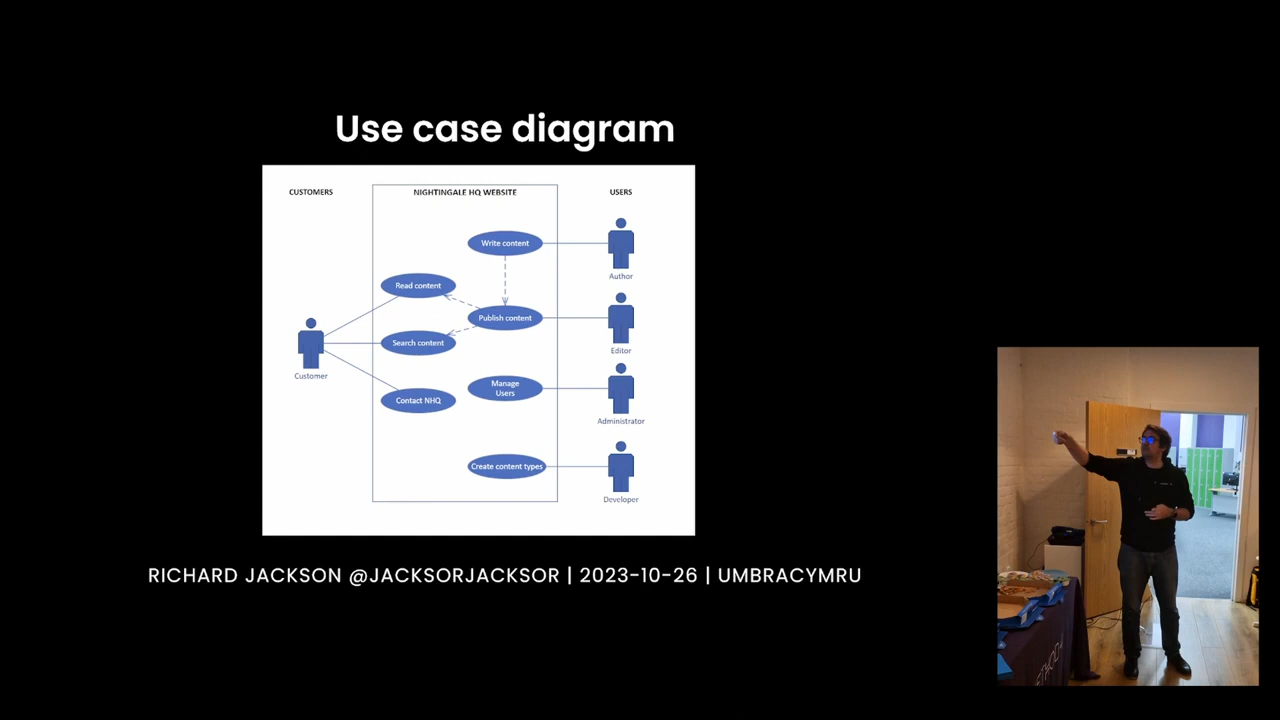 Use case diagram
CUSTOMERS
NIGHTINGALE HQ WEBSITE
USERS
Write content
Author
Read content
Publish content
Search content
Editor
Customer
Manage
Users
Contact NHQ
Administrator
Create content types
Developer
RICHARD JACKSON @JACKSORJACKSOR | 2023-10-26 | UMBRACYMRU